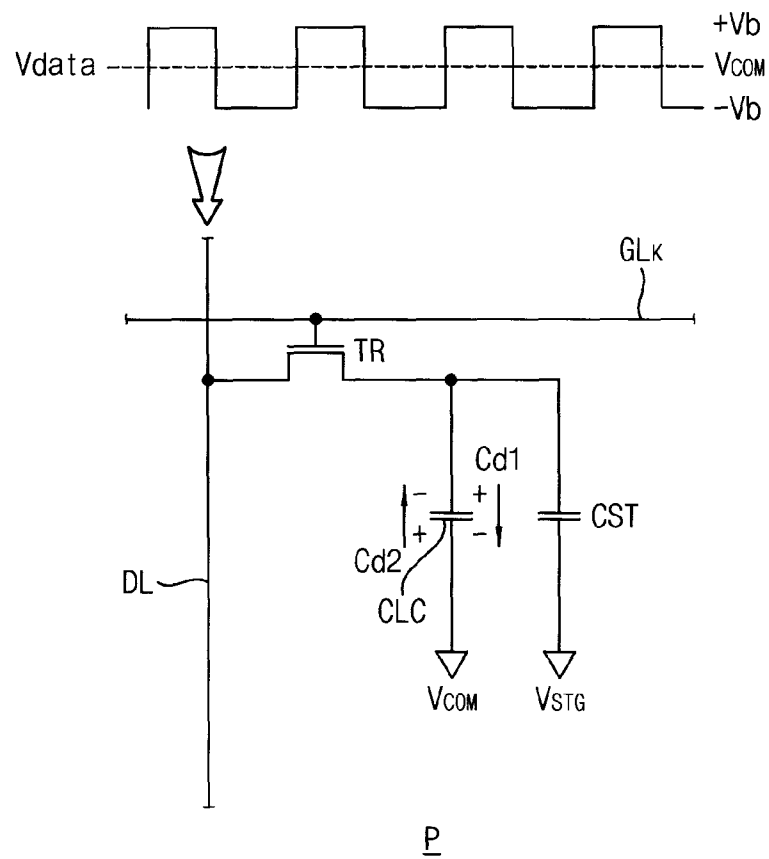 +Vb
Vdata
VCOM
-Vb
GLK
TR
Cd1
- +
+ -
CST
Cd2
DL
CLC
VCOM
VSTG
P